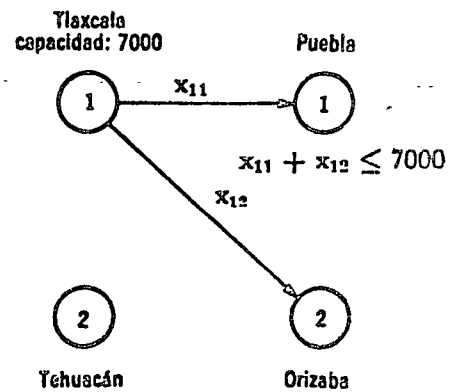 Tlaxcala
capacidad: 7000
Puebla
1
x₁₁
1
x₁₁ + x₁₂ ≤ 7000
x₁₂
2
2
Tehuacán
Orizaba